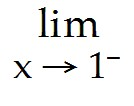 lim
x → 1⁻